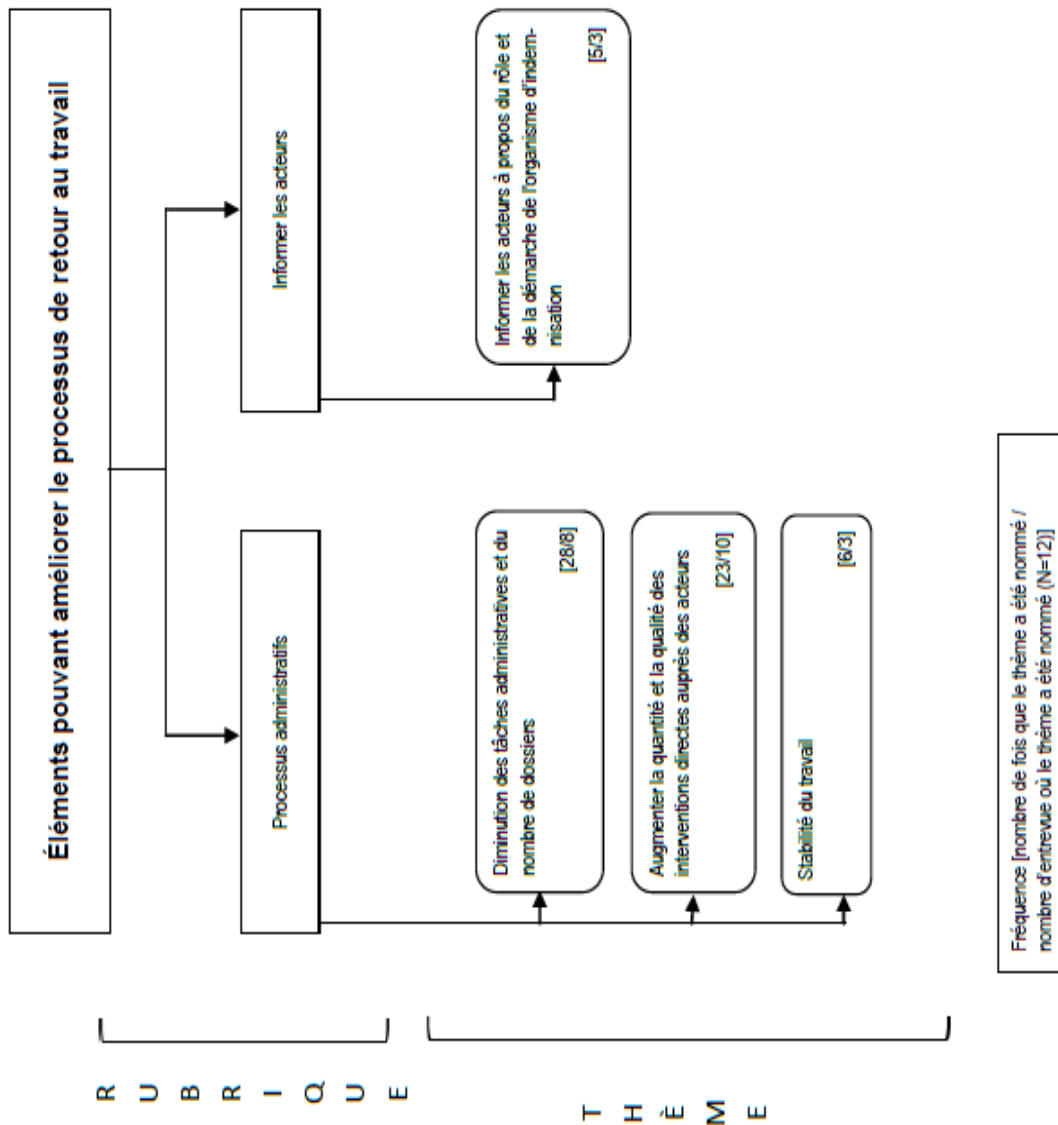 Éléments pouvant améliorer le processus de retour au travail
R
U
B
R
I
Q
U
E
Processus administratifs
Informer les acteurs
T
H
È
M
E
Diminution des tâches administratives et du
nombre de dossiers
[28/8]
Augmenter la quantité et la qualité des
interventions directes auprès des acteurs
[23/10]
Stabilité du travail
[6/3]
Informer les acteurs à propos du rôle et
de la démarche de l'organisme d'indem-
nisation
[5/3]
Fréquence [nombre de fois que le thème a été nommé /
nombre d'entrevue où le thème a été nommé (N=12)]